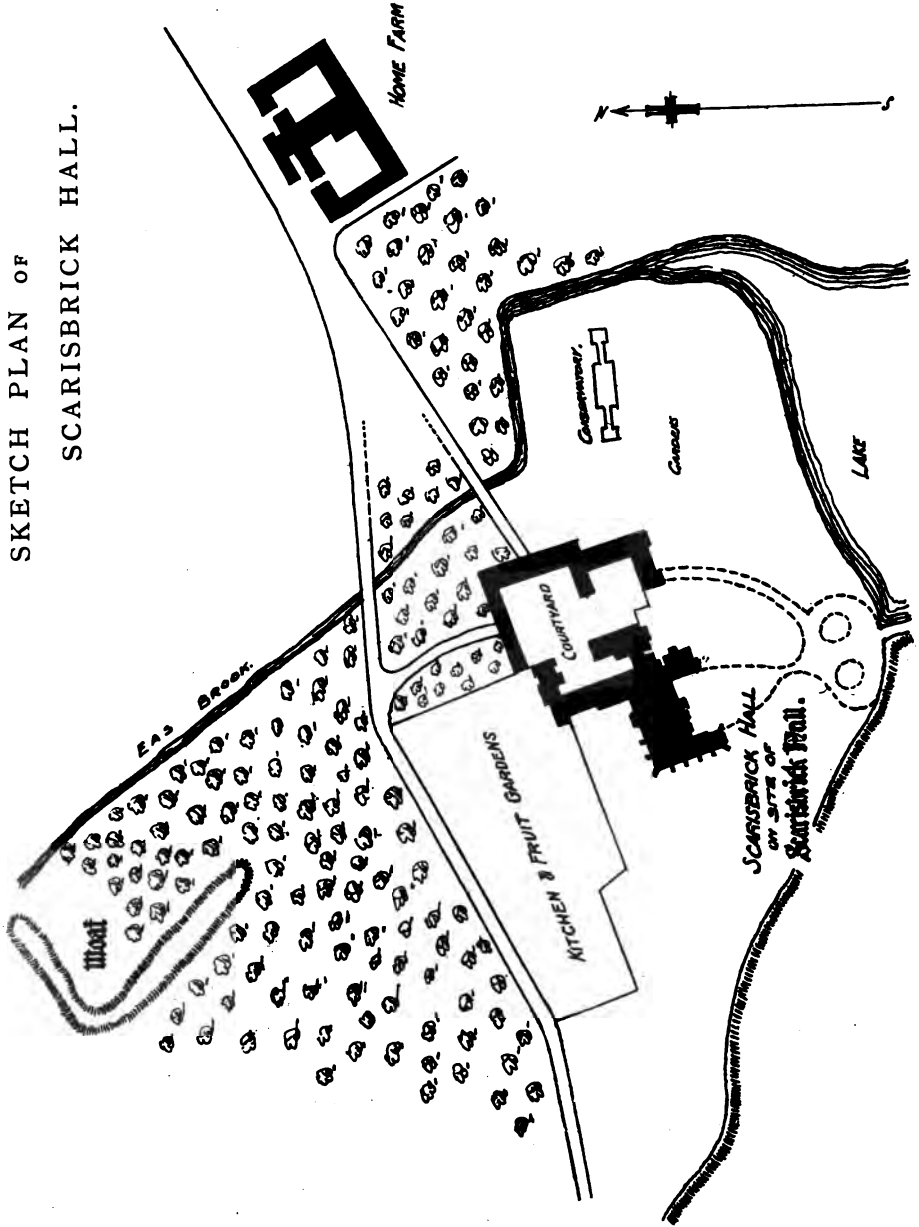 SKETCH PLAN OF
SCARISBRICK HALL.
HOME FARM
N
S
EAS BROOK.
Moat
CONSERVATORY.
GARDENS
LAKE
COURTYARD
KITCHEN & FRUIT GARDENS
SCARISBRICK HALL
ON SITE OF
Scarisbrick Hall.